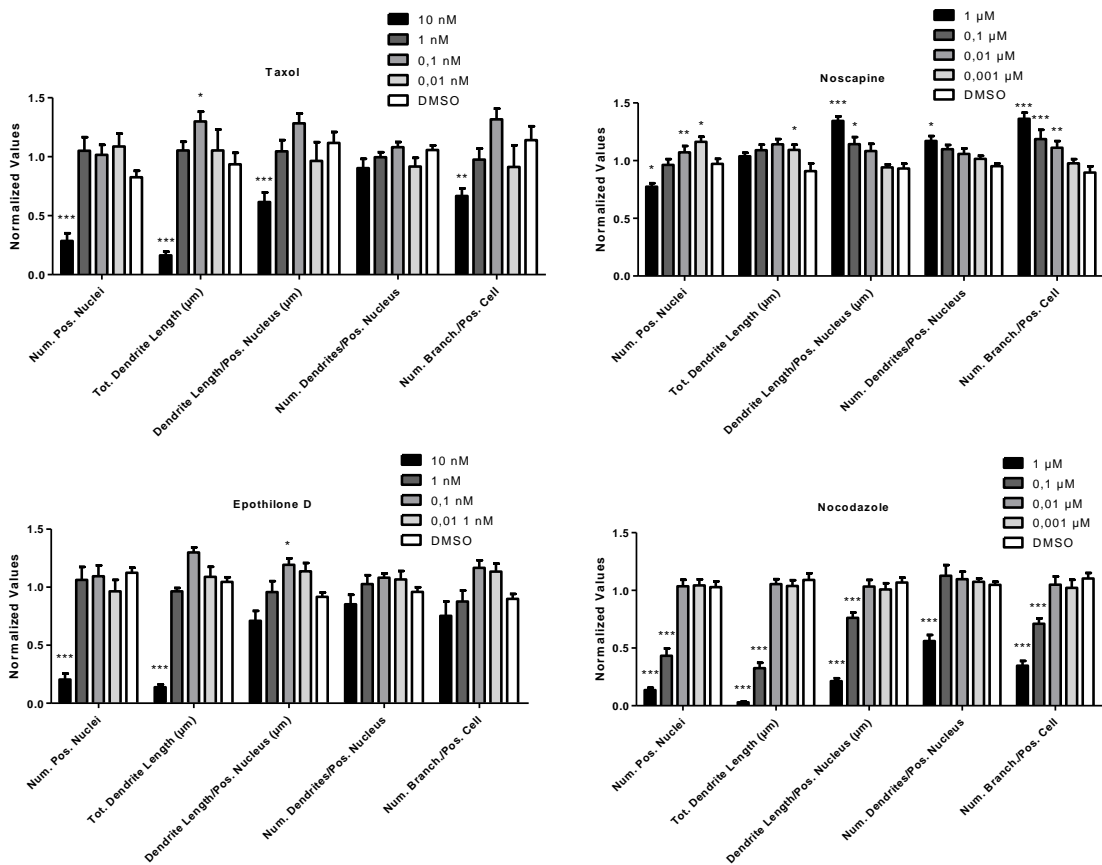 10 nM
1 nM
0,1 nM
0,01 nM
DMSO
Taxol
Normalized Values
1.5
1.0
0.5
0.0
***
***
*
***
**
Num. Pos. Nuclei
Tot. Dendrite Length (µm)
Dendrite Length/Pos. Nucleus (µm)
Num. Dendrites/Pos. Nucleus
Num. Branch./Pos. Cell
1 µM
0,1 µM
0,01 µM
0,001 µM
DMSO
Noscapine
Normalized Values
1.5
1.0
0.5
0.0
*
**
*
*
***
*
*
***
***
**
Num. Pos. Nuclei
Tot. Dendrite Length (µm)
Dendrite Length/Pos. Nucleus (µm)
Num. Dendrites/Pos. Nucleus
Num. Branch./Pos. Cell
10 nM
1 nM
0,1 nM
0,01 1 nM
DMSO
Epothilone D
Normalized Values
1.5
1.0
0.5
0.0
***
***
*
Num. Pos. Nuclei
Tot. Dendrite Length (µm)
Dendrite Length/Pos. Nucleus (µm)
Num. Dendrites/Pos. Nucleus
Num. Branch./Pos. Cell
1 µM
0,1 µM
0,01 µM
0,001 µM
DMSO
Nocodazole
Normalized Values
1.5
1.0
0.5
0.0
***
***
***
***
***
***
***
***
***
Num. Pos. Nuclei
Tot. Dendrite Length (µm)
Dendrite Length/Pos. Nucleus (µm)
Num. Dendrites/Pos. Nucleus
Num. Branch./Pos. Cell